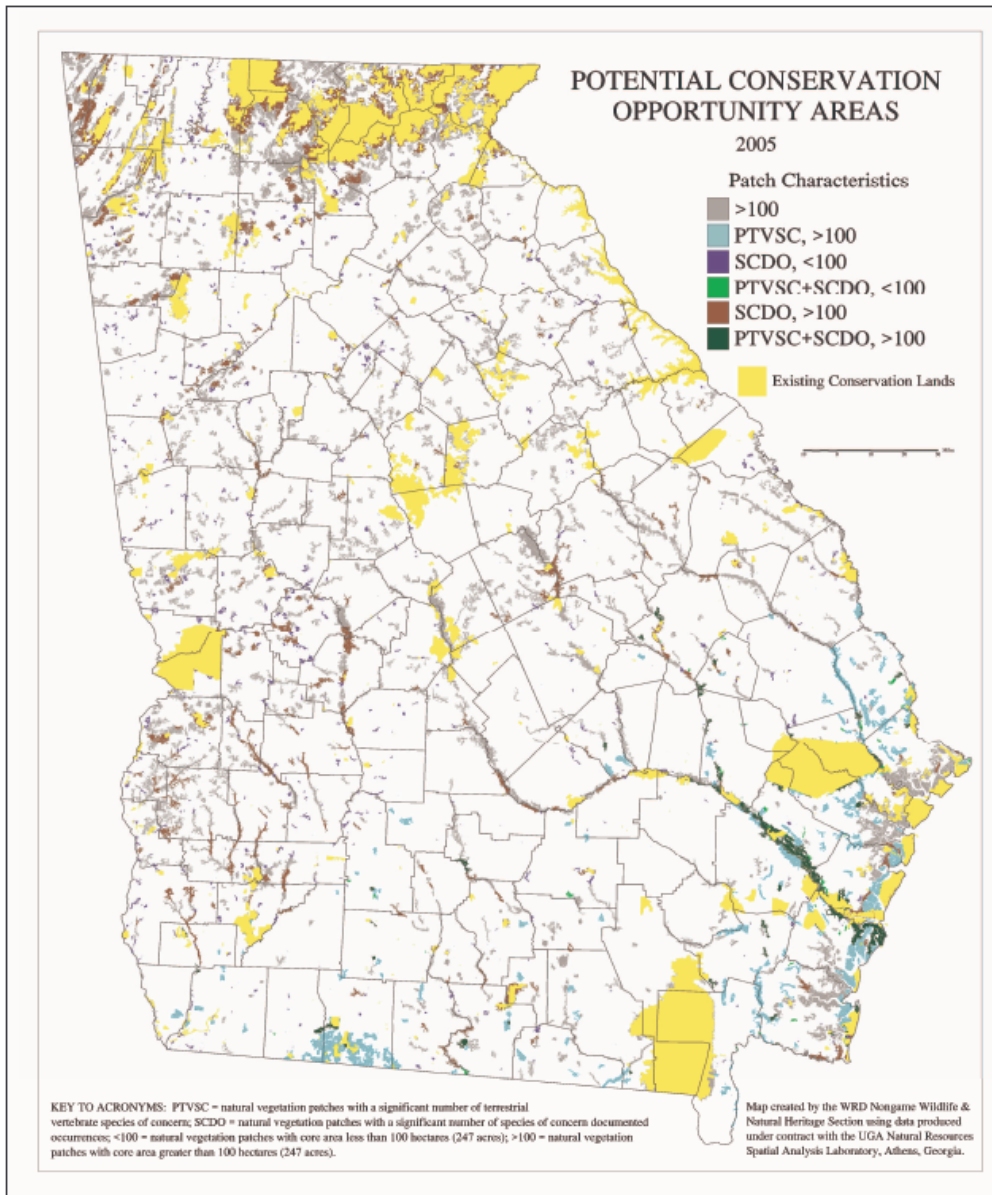 POTENTIAL CONSERVATION
OPPORTUNITY AREAS
2005
Patch Characteristics
>100
PTVSC, >100
SCDO, <100
PTVSC+SCDO, <100
SCDO, >100
PTVSC+SCDO, >100
Existing Conservation Lands
KEY TO ACRONYMS: PTVSC = natural vegetation patches with a significant number of terrestrial
vertebrate species of concern; SCDO = natural vegetation patches with a significant number of species of concern documented
occurrences; <100 = natural vegetation patches with core area less than 100 hectares (247 acres); >100 = natural vegetation
patches with core area greater than 100 hectares (247 acres).
Map created by the WRD Nongame Wildlife &
Natural Heritage Section using data produced
under contract with the UGA Natural Resources
Spatial Analysis Laboratory, Athens, Georgia.